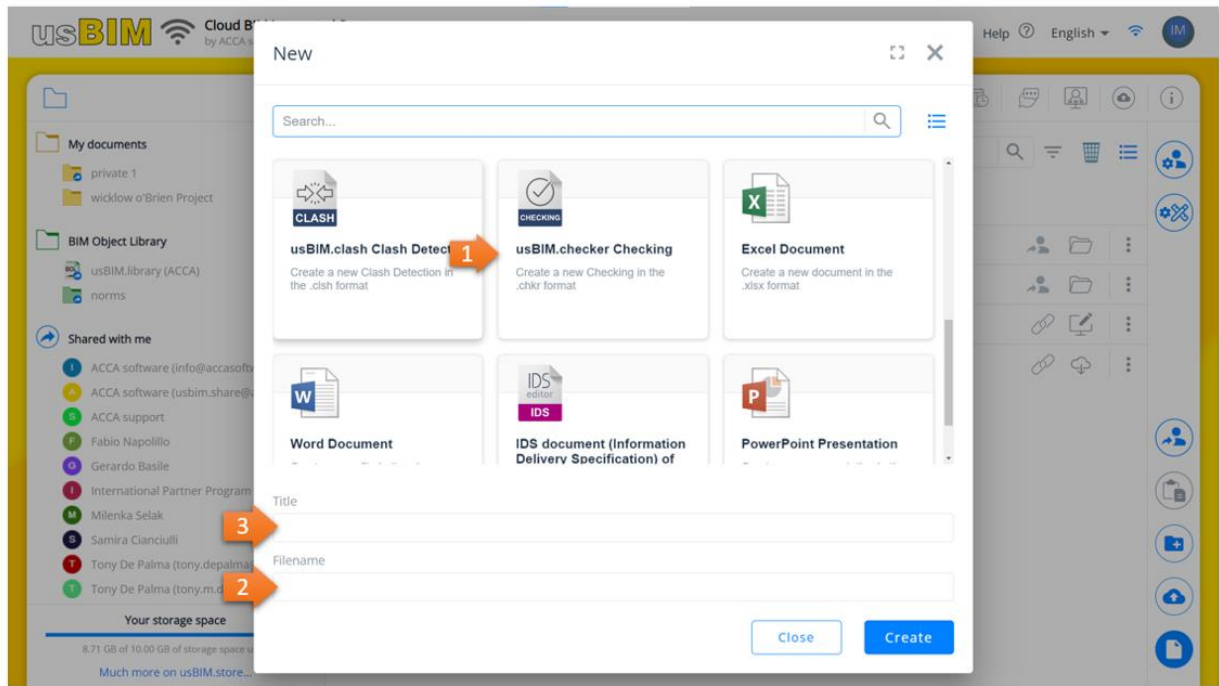 usBIM
Cloud B
by ACCA s
Help
English
IM
New
Search...
My documents
private 1
wicklow o'Brien Project
BIM Object Library
usBIM.library (ACCA)
norms
Shared with me
I ACCA software (info@accasoftw
ACCA software (usbim.share@a
S ACCA support
F Fabio Napolillo
G Gerardo Basile
I International Partner Program
M Milenka Selak
S Samira Cianciulli
T Tony De Palma (tony.depalma
T Tony De Palma (tony.m.d
Your storage space
8.71 GB of 10.00 GB of storage space u
Much more on usBIM.store...
CLASH
usBIM.clash Clash Detect
Create a new Clash Detection in
the .clsh format
1
CHECKING
usBIM.checker Checking
Create a new Checking in the
.chkr format
X
Excel Document
Create a new document in the
.xlsx format
W
Word Document
IDS
editor
IDS
IDS document (Information
Delivery Specification) of
P
PowerPoint Presentation
Title
3
Filename
2
Close
Create